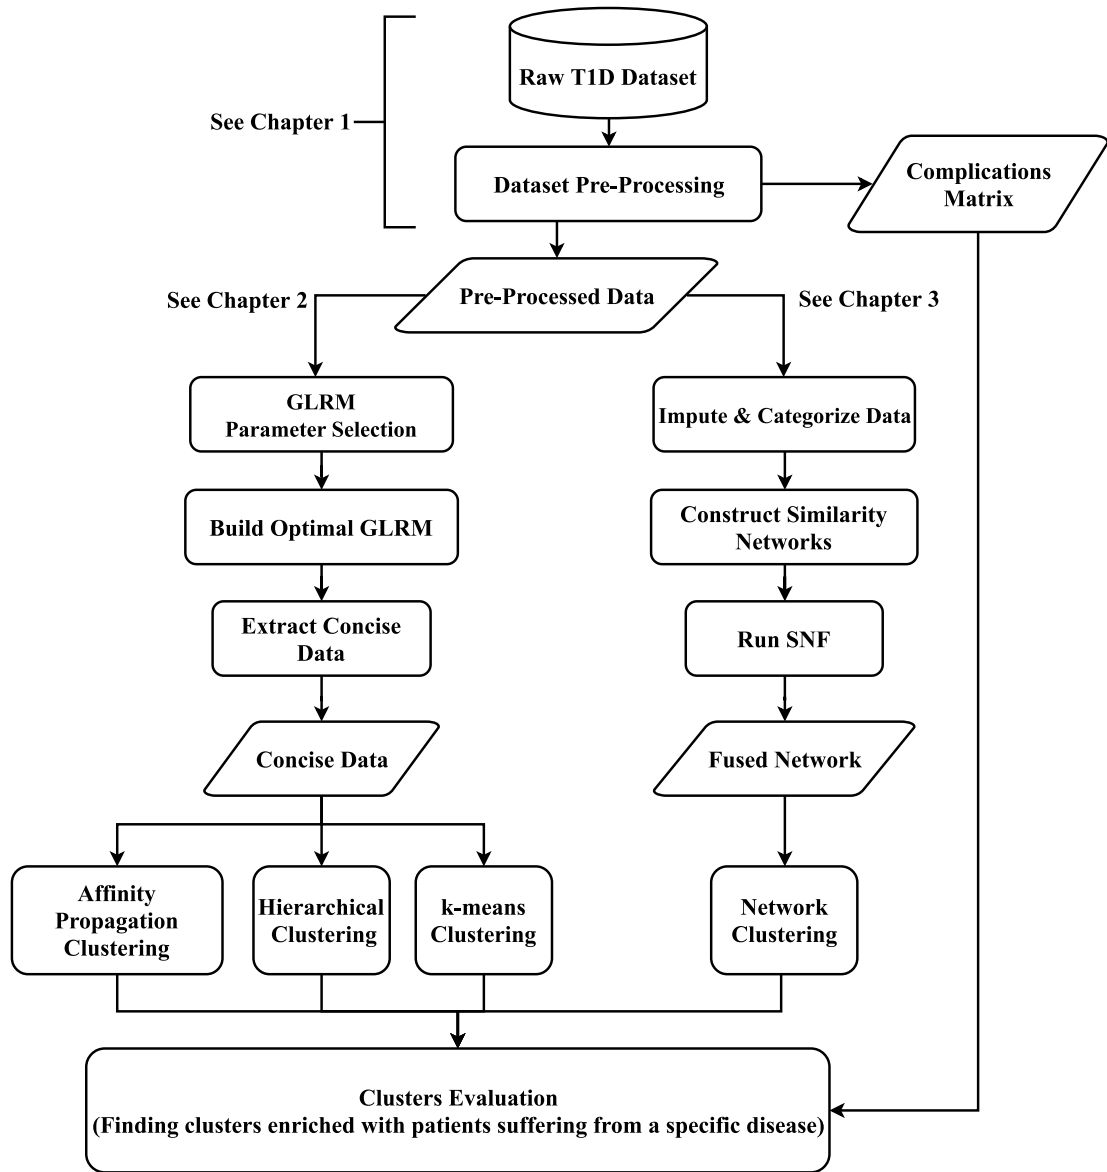 Raw T1D Dataset
See Chapter 1
Dataset Pre-Processing
Complications
Matrix
Pre-Processed Data
See Chapter 2
See Chapter 3
GLRM
Parameter Selection
Impute & Categorize Data
Build Optimal GLRM
Construct Similarity
Networks
Extract Concise
Data
Run SNF
Concise Data
Fused Network
Affinity
Propagation
Clustering
Hierarchical
Clustering
k-means
Clustering
Network
Clustering
Clusters Evaluation
(Finding clusters enriched with patients suffering from a specific disease)